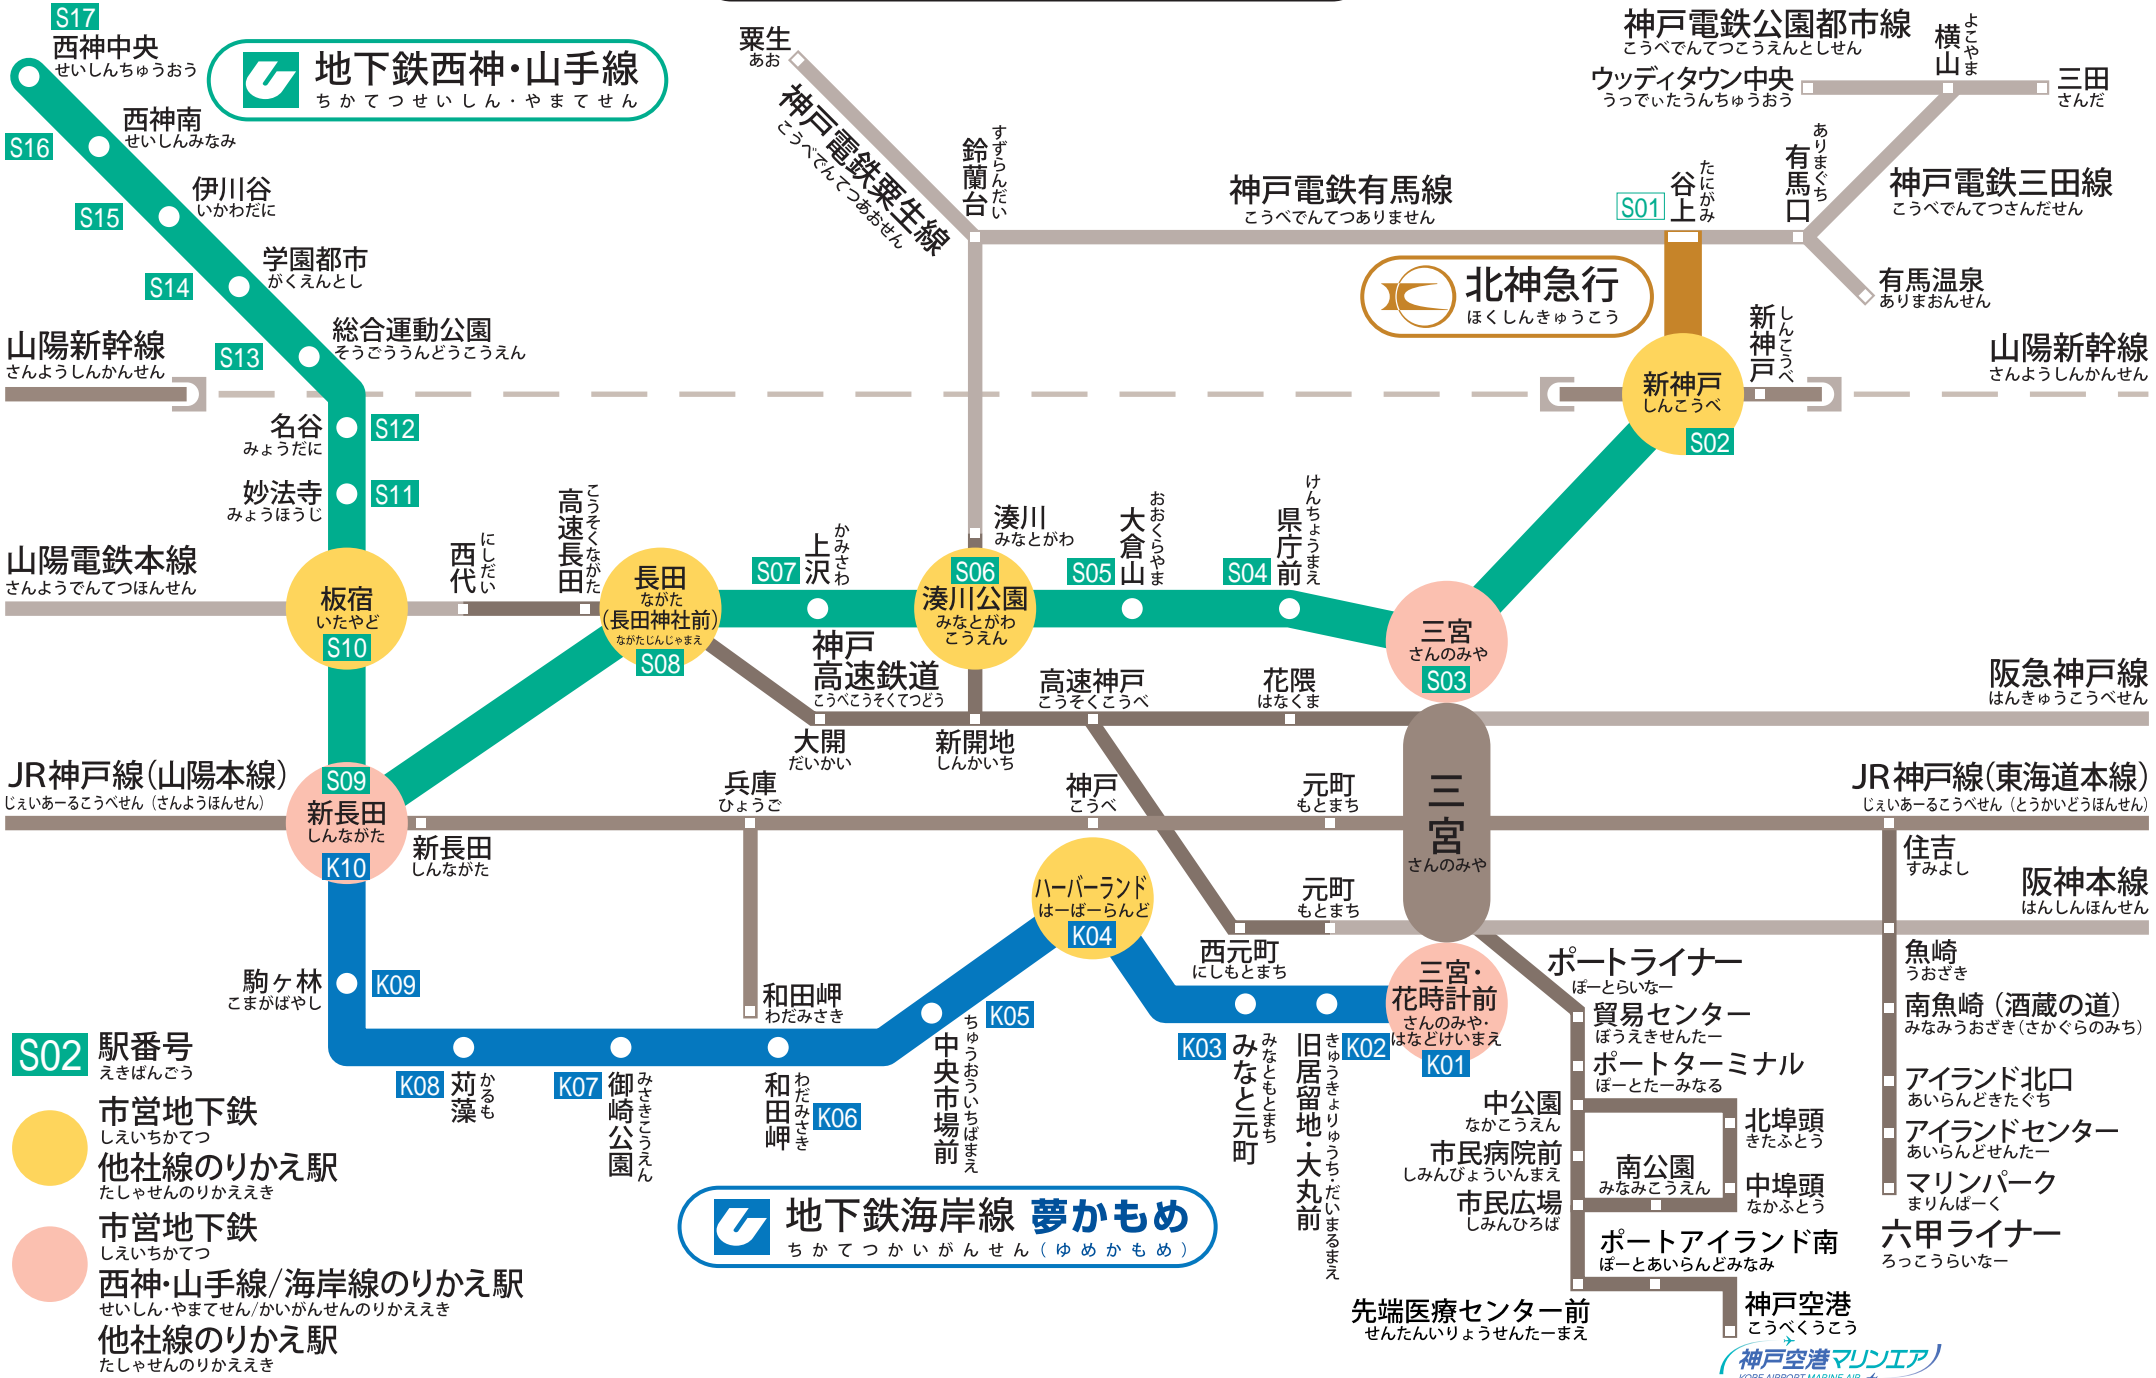 S17
西神中央
せいしんちゅうおう
地下鉄西神・山手線
ちかてつせいしん・やまてせん
S16
西神南
せいしんみなみ
S15
伊川谷
いかわだに
S14
学園都市
がくえんとし
S13
総合運動公園
そうごううんどうこうえん
山陽新幹線
さんようしんかんせん
名谷
みょうだに
S12
妙法寺
みょうほうじ
S11
山陽電鉄本線
さんようでんてつほんせん
板宿
いたやど
S10
西代
にしだい
高速長田
こうそくながた
長田
ながた
(長田神社前)
ながたじんじゃまえ
S08
S07
上沢
かみさわ
粟生
あお
神戸電鉄粟生線
こうべでんてつあおせん
鈴蘭台
すずらんだい
神戸電鉄有馬線
こうべでんてつありません
神戸電鉄公園都市線
こうべでんてつこうえんとしせん
ウッディタウン中央
うっでぃたうんちゅうおう
横山
よこやま
三田
さんだ
S01
谷上
たにがみ
有馬口
ありまぐち
神戸電鉄三田線
こうべでんてつさんだせん
有馬温泉
ありまおんせん
北神急行
ほくしんきゅうこう
新神戸
しんこうべ
S02
新神戸
しんこうべ
山陽新幹線
さんようしんかんせん
湊川
みなとがわ
S06
湊川公園
みなとがわ
こうえん
S05
大倉山
おおくらやま
S04
県庁前
けんちょうまえ
三宮
さんのみや
S03
神戸
高速鉄道
こうべこうそくてつどう
高速神戸
こうそくこうべ
花隈
はなくま
阪急神戸線
はんきゅうこうべせん
大開
だいかい
新開地
しんかいち
JR神戸線(山陽本線)
じぇいあーるこうべせん (さんようほんせん)
S09
新長田
しんながた
K10
新長田
しんながた
兵庫
ひょうご
神戸
こうべ
元町
もとまち
三宮
さんのみや
JR神戸線(東海道本線)
じぇいあーるこうべせん (とうかいどうほんせん)
住吉
すみよし
元町
もとまち
阪神本線
はんしんほんせん
西元町
にしもとまち
ハーバーランド
はーばーらんど
K04
三宮・
花時計前
さんのみや・
はなどけいまえ
K01
駒ヶ林
こまがばやし
K09
K08
苅藻
かるも
K07
御崎公園
みさきこうえん
和田岬
わだみさき
和田岬
わだみさき
K06
中央市場前
ちゅうおういちばまえ
K05
K03
みなと元町
みなともとまち
旧居留地・大丸前
きゅうきょりゅうち・だいまるまえ
K02
地下鉄海岸線 夢かもめ
ちかてつかいがんせん(ゆめかもめ)
ポートライナー
ぽーとらいなー
貿易センター
ぼうえきせんたー
ポートターミナル
ぽーとたーみなる
中公園
なかこうえん
北埠頭
きたふとう
市民病院前
しみんびょういんまえ
南公園
みなみこうえん
中埠頭
なかふとう
市民広場
しみんひろば
ポートアイランド南
ぽーとあいらんどみなみ
先端医療センター前
せんたんいりょうせんたーまえ
神戸空港
こうべくうこう
神戸空港マリンエア
KOBE AIRPORT MARINE AIR
魚崎
うおざき
南魚崎 (酒蔵の道)
みなみうおざき(さかぐらのみち)
アイランド北口
あいらんどきたぐち
アイランドセンター
あいらんどせんたー
マリンパーク
まりんぱーく
六甲ライナー
ろっこうらいなー
S02
駅番号
えきばんごう
市営地下鉄
しえいちかてつ
他社線のりかえ駅
たしゃせんのりかええき
市営地下鉄
しえいちかてつ
西神・山手線/海岸線のりかえ駅
せいしん・やまてせん/かいがんせんのりかええき
他社線のりかえ駅
たしゃせんのりかええき